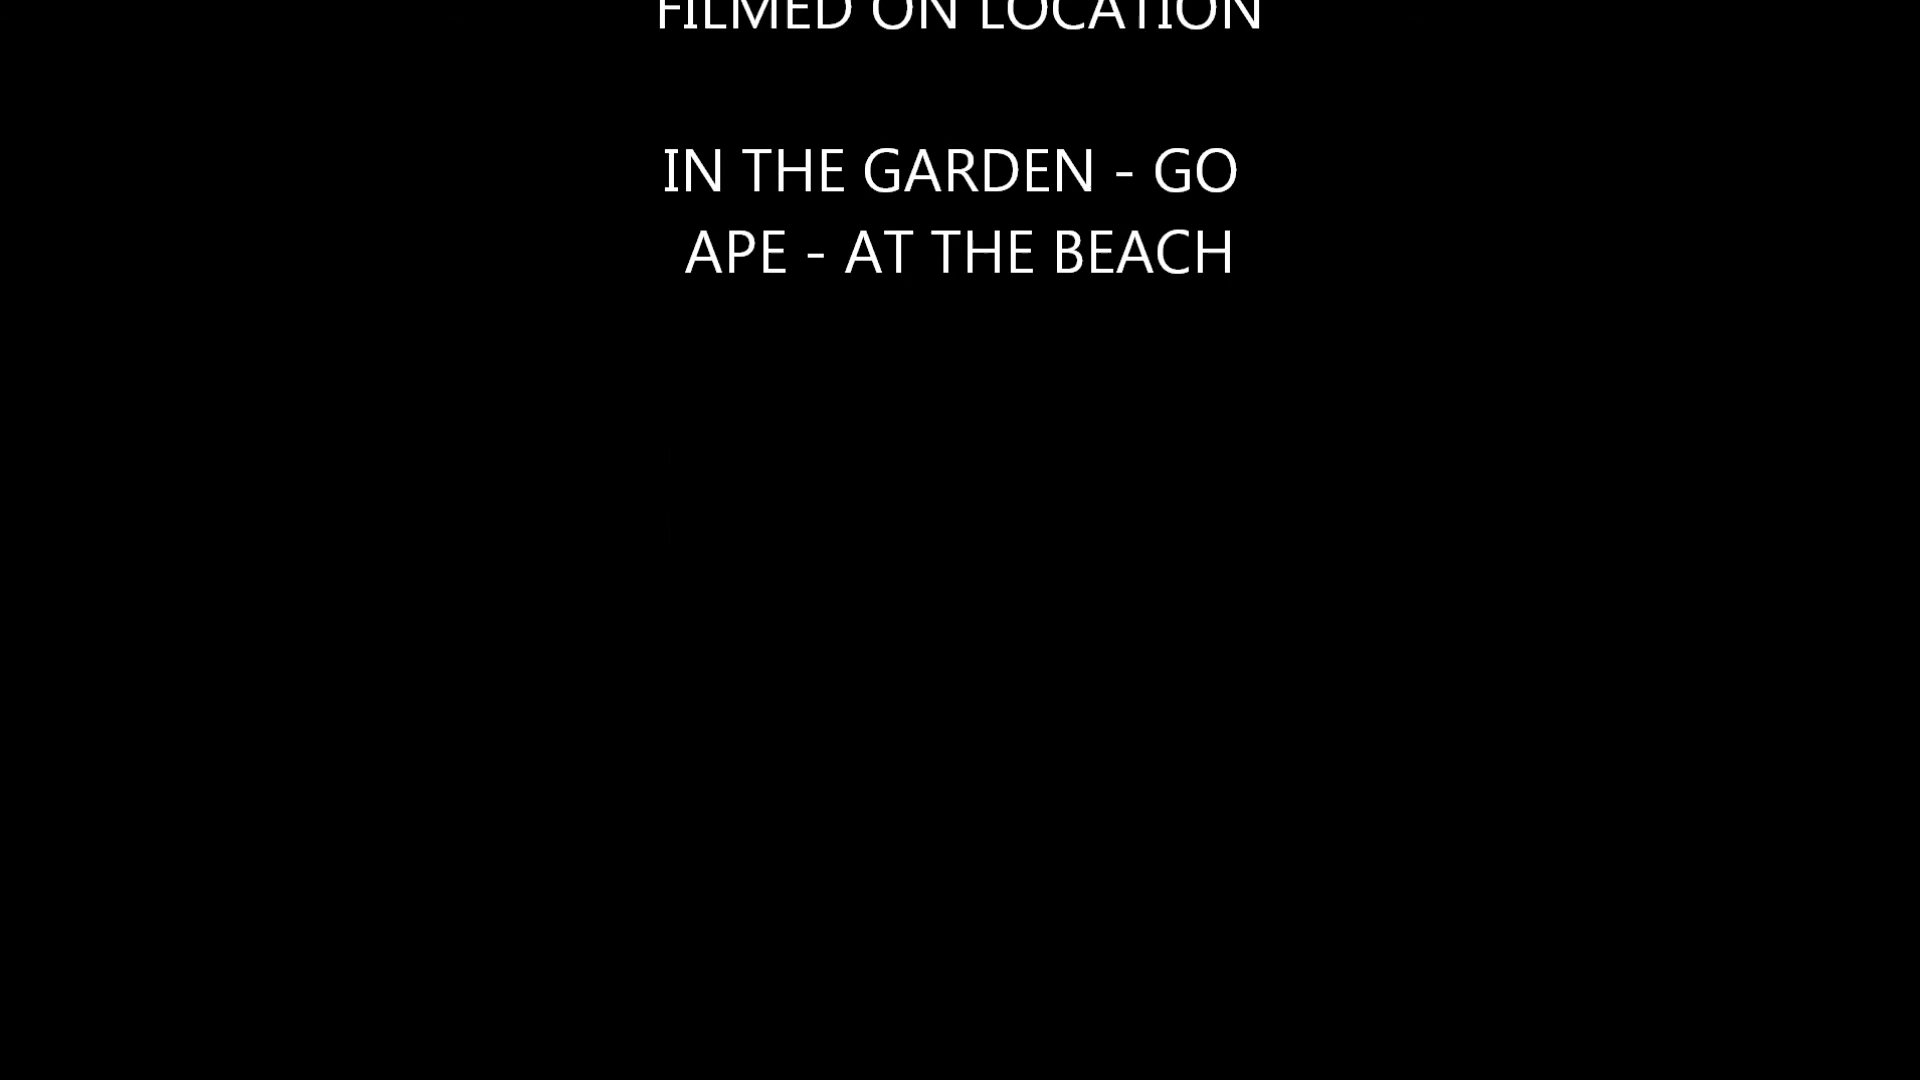 FILMED ON LOCATION
IN THE GARDEN - GO
APE - AT THE BEACH